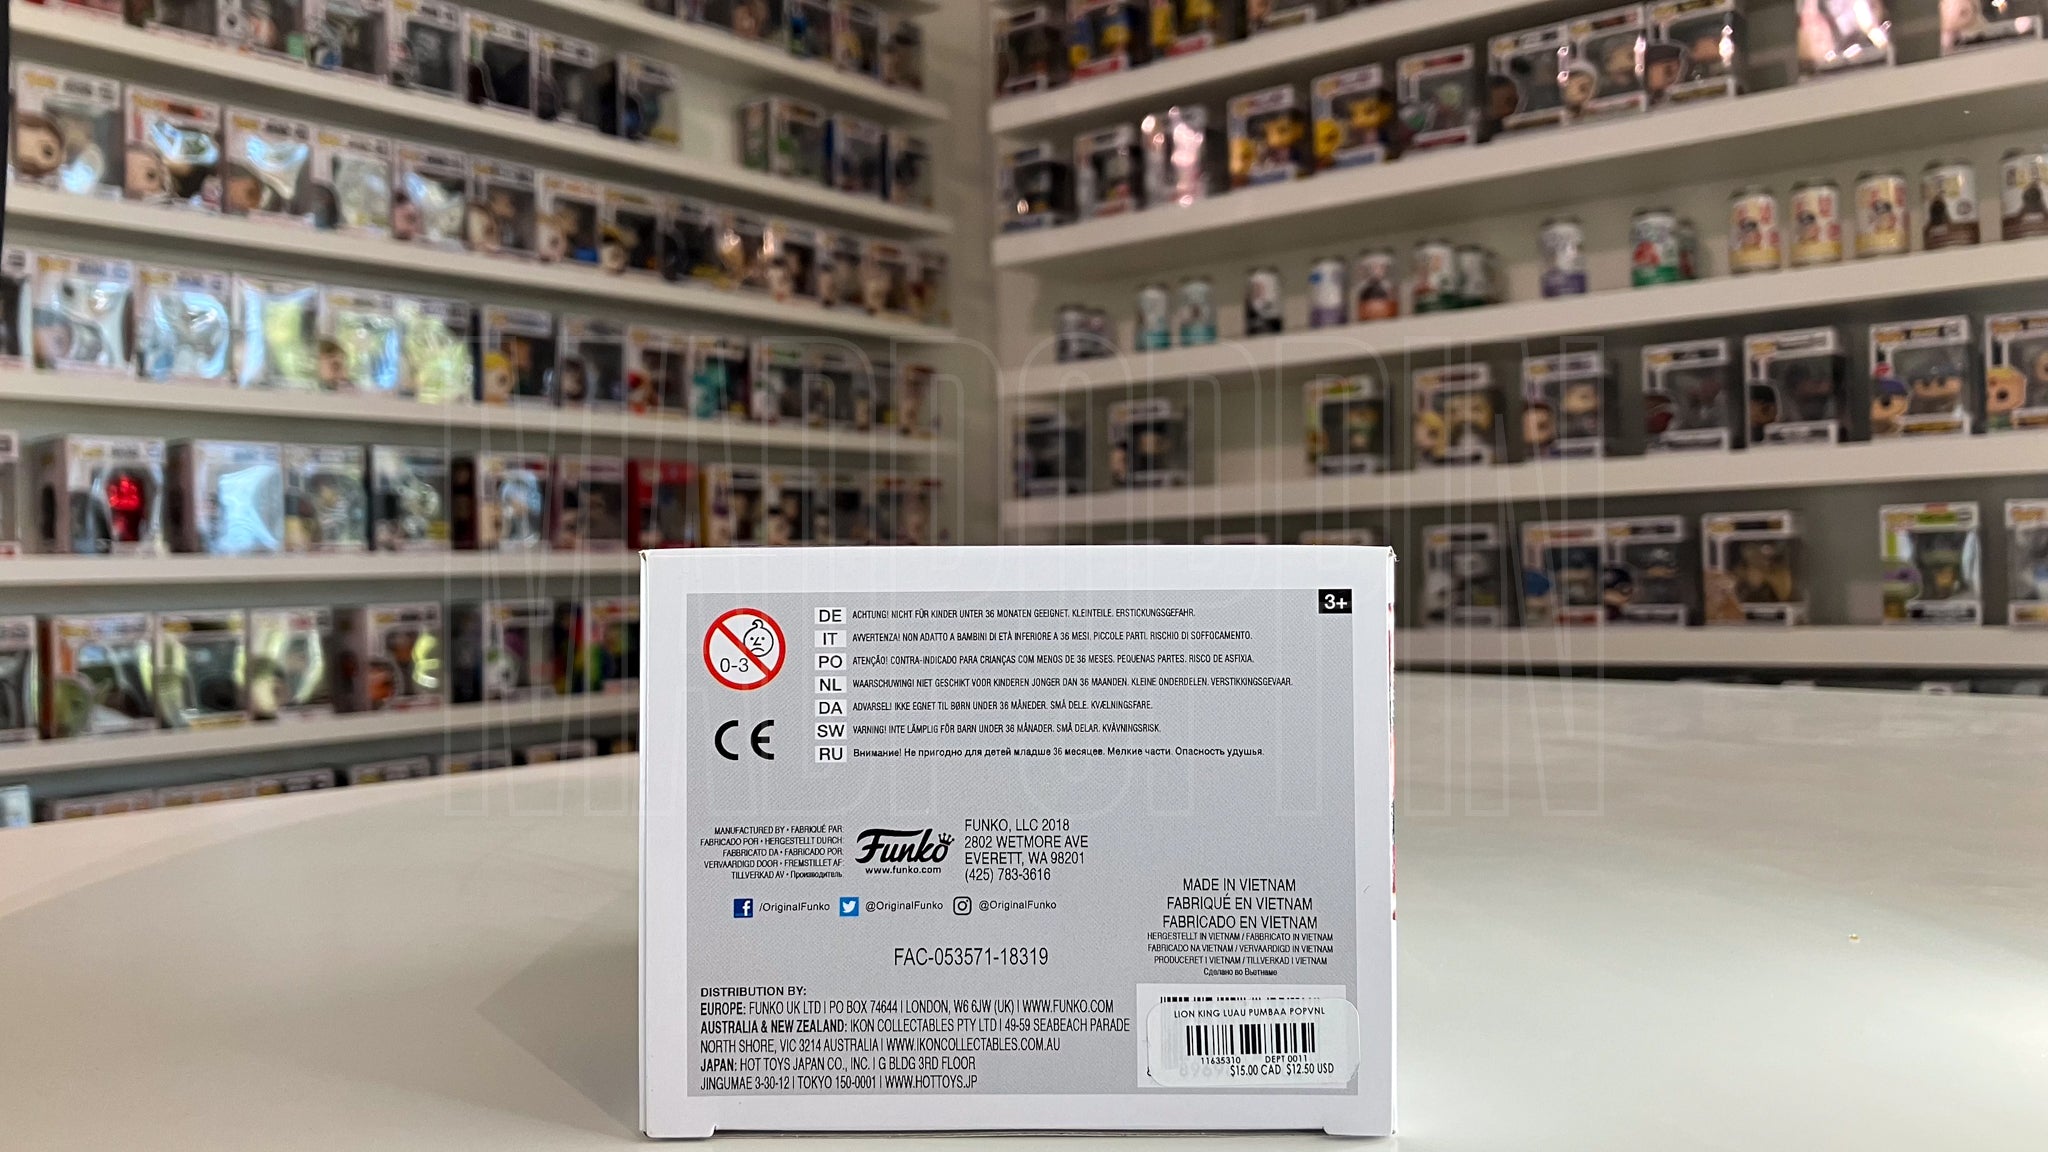 3+
0-3
DE ACHTUNG! NICHT FÜR KINDER UNTER 36 MONATEN GEEIGNET. KLEINTEILE. ERSTICKUNGSGEFAHR.
IT AVVERTENZA! NON ADATTO A BAMBINI DI ETÀ INFERIORE A 36 MESI. PICCOLE PARTI. RISCHIO DI SOFFOCAMENTO.
PO ATENÇÃO! CONTRA-INDICADO PARA CRIANÇAS COM MENOS DE 36 MESES. PEQUENAS PARTES. RISCO DE ASFIXIA.
NL WAARSCHUWING! NIET GESCHIKT VOOR KINDEREN JONGER DAN 36 MAANDEN. KLEINE ONDERDELEN. VERSTIKKINGSGEVAAR.
DA ADVARSEL! IKKE EGNET TIL BØRN UNDER 36 MÅNEDER. SMÅ DELE. KVÆLNINGSFARE.
SW VARNING! INTE LÄMPLIG FÖR BARN UNDER 36 MÅNADER. SMÅ DELAR. KVÄVNINGSRISK.
RU Внимание! Не пригодно для детей младше 36 месяцев. Мелкие части. Опасность удушья.
CE
MANUFACTURED BY • FABRIQUÉ PAR
FABRICADO POR • HERGESTELLT DURCH:
FABBRICATO DA • FABRICADO POR
VERVAARDIGD DOOR • FREMSTILLET AF:
TILLVERKAD AV • Производитель.
Funko
www.funko.com
FUNKO, LLC 2018
2802 WETMORE AVE
EVERETT, WA 98201
(425) 783-3616
/OriginalFunko @OriginalFunko @OriginalFunko
FAC-053571-18319
MADE IN VIETNAM
FABRIQUÉ EN VIETNAM
FABRICADO EN VIETNAM
HERGESTELLT IN VIETNAM / FABBRICATO IN VIETNAM
FABRICADO NA VIETNAM / VERVAARDIGD IN VIETNAM
PRODUCERET I VIETNAM / TILLVERKAD I VIETNAM
Сделано во Вьетнаме
DISTRIBUTION BY:
EUROPE: FUNKO UK LTD | PO BOX 74644 | LONDON, W6 6JW (UK) | WWW.FUNKO.COM
AUSTRALIA & NEW ZEALAND: IKON COLLECTABLES PTY LTD | 49-59 SEABEACH PARADE
NORTH SHORE, VIC 3214 AUSTRALIA | WWW.IKONCOLLECTABLES.COM.AU
JAPAN: HOT TOYS JAPAN CO., INC. | G BLDG 3RD FLOOR
JINGUMAE 3-30-12 | TOKYO 150-0001 | WWW.HOTTOYS.JP
LION KING LUAU PUMBAA POPVNL
11635310 DEPT 0011
$15.00 CAD $12.50 USD
MADPOPPIN